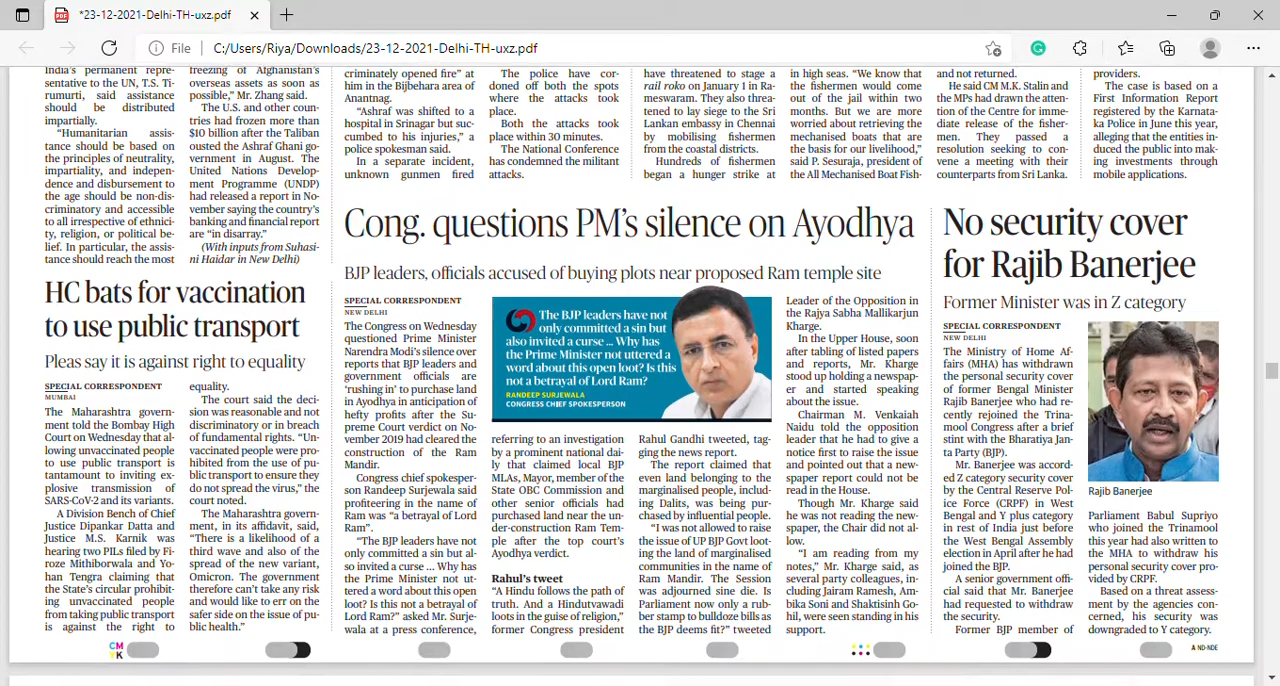 *23-12-2021-Delhi-TH-uxz.pdf
File
C:/Users/Riya/Downloads/23-12-2021-Delhi-TH-uxz.pdf
India's permanent repre-
sentative to the UN, T.S. Ti-
rumurti, said assistance
should be distributed
impartially.
"Humanitarian assis-
tance should be based on
the principles of neutrality,
impartiality, and indepen-
dence and disbursement to
the age should be non-dis-
criminatory and accessible
to all irrespective of ethnici-
ty, religion, or political be-
lief. In particular, the assis-
tance should reach the most
freezing of Afghanistan's
overseas assets as soon as
possible," Mr. Zhang said.
The U.S. and other coun-
tries had frozen more than
$10 billion after the Taliban
ousted the Ashraf Ghani go-
vernment in August. The
United Nations Develop-
ment Programme (UNDP)
had released a report in No-
vember saying the country's
banking and financial report
are "in disarray."
(With inputs from Suhasi-
ni Haidar in New Delhi)
criminately opened fire" at
him in the Bijbehara area of
Anantnag.
"Ashraf was shifted to a
hospital in Srinagar but suc-
cumbed to his injuries," a
police spokesman said.
In a separate incident,
unknown gunmen fired
The police have cor-
doned off both the spots
where the attacks took
place.
Both the attacks took
place within 30 minutes.
The National Conference
has condemned the militant
attacks.
have threatened to stage a
rail roko on January 1 in Ra-
meswaram. They also threa-
tened to lay siege to the Sri
Lankan embassy in Chennai
by mobilising fishermen
from the coastal districts.
Hundreds of fishermen
began a hunger strike at
in high seas. "We know that
the fishermen would come
out of the jail within two
months. But we are more
worried about retrieving the
mechanised boats that are
the basis for our livelihood,"
said P. Sesuraja, president of
the All Mechanised Boat Fish-
and not returned.
He said CM M.K. Stalin and
the MPs had drawn the atten-
tion of the Centre for imme-
diate release of the fisher-
men. They passed a
resolution seeking to con-
vene a meeting with their
counterparts from Sri Lanka.
providers.
The case is based on a
First Information Report
registered by the Karnata-
ka Police in June this year,
alleging that the entities in-
duced the public into mak-
ing investments through
mobile applications.
HC bats for vaccination
to use public transport
Pleas say it is against right to equality
SPECIAL CORRESPONDENT
MUMBAI
The Maharashtra govern-
ment told the Bombay High
Court on Wednesday that al-
lowing unvaccinated people
to use public transport is
tantamount to inviting ex-
plosive transmission of
SARS-CoV-2 and its variants.
A Division Bench of Chief
Justice Dipankar Datta and
Justice M.S. Karnik was
hearing two PILs filed by Fi-
roze Mithiborwala and Yo-
han Tengra claiming that
the State's circular prohibit-
ing unvaccinated people
from taking public transport
is against the right to
equality.
The court said the deci-
sion was reasonable and not
discriminatory or in breach
of fundamental rights. "Un-
vaccinated people were pro-
hibited from the use of pu-
blic transport to ensure they
do not spread the virus," the
court noted.
The Maharashtra govern-
ment, in its affidavit, said,
"There is a likelihood of a
third wave and also of the
spread of the new variant,
Omicron. The government
therefore can't take any risk
and would like to err on the
safer side on the issue of pu-
blic health."
Cong. questions PM's silence on Ayodhya
BJP leaders, officials accused of buying plots near proposed Ram temple site
SPECIAL CORRESPONDENT
NEW DELHI
The Congress on Wednesday
questioned Prime Minister
Narendra Modi's silence over
reports that BJP leaders and
government officials are
'rushing in' to purchase land
in Ayodhya in anticipation of
hefty profits after the Su-
preme Court verdict on No-
vember 2019 had cleared the
construction of the Ram
Mandir.
Congress chief spokesper-
son Randeep Surjewala said
profiteering in the name of
Ram was "a betrayal of Lord
Ram".
"The BJP leaders have not
only committed a sin but al-
so invited a curse ... Why has
the Prime Minister not ut-
tered a word about this open
loot? Is this not a betrayal of
Lord Ram?" asked Mr. Surje-
wala at a press conference,
The BJP leaders have not
only committed a sin but
also invited a curse ... Why has
the Prime Minister not uttered a
word about this open loot? Is this
not a betrayal of Lord Ram?
RANDEEP SURJEWALA
CONGRESS CHIEF SPOKESPERSON
referring to an investigation
by a prominent national dai-
ly that claimed local BJP
MLAs, Mayor, member of the
State OBC Commission and
other senior officials had
purchased land near the un-
der-construction Ram Tem-
ple after the top court's
Ayodhya verdict.
Rahul's tweet
"A Hindu follows the path of
truth. And a Hindutvawadi
loots in the guise of religion,"
former Congress president
Rahul Gandhi tweeted, tag-
ging the news report.
The report claimed that
even land belonging to the
marginalised people, includ-
ing Dalits, was being pur-
chased by influential people.
"I was not allowed to raise
the issue of UP BJP Govt loot-
ing the land of marginalised
communities in the name of
Ram Mandir. The Session
was adjourned sine die. Is
Parliament now only a rub-
ber stamp to bulldoze bills as
the BJP deems fit?" tweeted
Leader of the Opposition in
the Rajya Sabha Mallikarjun
Kharge.
In the Upper House, soon
after tabling of listed papers
and reports, Mr. Kharge
stood up holding a newspap-
er and started speaking
about the issue.
Chairman M. Venkaiah
Naidu told the opposition
leader that he had to give a
notice first to raise the issue
and pointed out that a new-
spaper report could not be
read in the House.
Though Mr. Kharge said
he was not reading the new-
spaper, the Chair did not al-
low.
"I am reading from my
notes," Mr. Kharge said, as
several party colleagues, in-
cluding Jairam Ramesh, Am-
bika Soni and Shaktisinh Go-
hil, were seen standing in his
support.
No security cover
for Rajib Banerjee
Former Minister was in Z category
SPECIAL CORRESPONDENT
NEW DELHI
The Ministry of Home Af-
fairs (MHA) has withdrawn
the personal security cover
of former Bengal Minister
Rajib Banerjee who had re-
cently rejoined the Trina-
mool Congress after a brief
stint with the Bharatiya Jan-
ta Party (BJP).
Mr. Banerjee was accord-
ed Z category security cover
by the Central Reserve Pol-
ice Force (CRPF) in West
Bengal and Y plus category
in rest of India just before
the West Bengal Assembly
election in April after he had
joined the BJP.
A senior government offi-
cial said that Mr. Banerjee
had requested to withdraw
the security.
Former BJP member of
Rajib Banerjee
Parliament Babul Supriyo
who joined the Trinamool
this year had also written to
the MHA to withdraw his
personal security cover pro-
vided by CRPF.
Based on a threat assess-
ment by the agencies con-
cerned, his security was
downgraded to Y category.
CM
YK
A ND-NDE